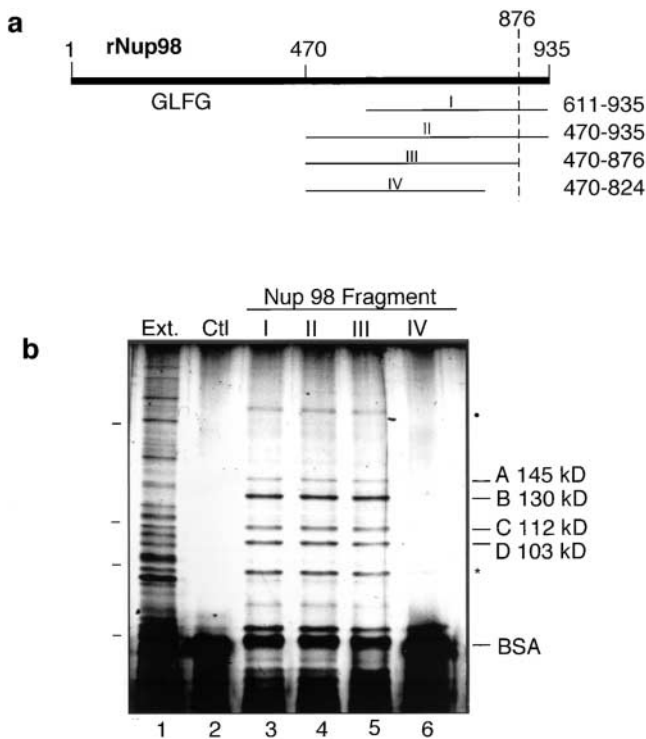 a
876
1 rNup98 470 935
GLFG
I 611-935
II 470-935
III 470-876
IV 470-824
Nup 98 Fragment
Ext. Ctl I II III IV
b
A 145 kD
B 130 kD
C 112 kD
D 103 kD
*
BSA
1 2 3 4 5 6